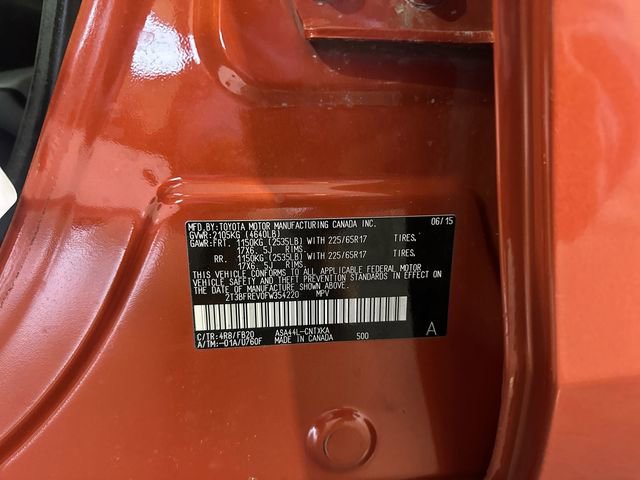 MFD.BY:TOYOTA MOTOR MANUFACTURING CANADA INC. 06/15
GVWR:2105KG (4640LB)
GAWR:FRT. 1150KG (2535LB) WITH 225/65R17 TIRES,
17X6.5J RIMS.
RR. 1150KG (2535LB) WITH 225/65R17 TIRES,
17X6.5J RIMS.
THIS VEHICLE CONFORMS TO ALL APPLICABLE FEDERAL MOTOR
VEHICLE SAFETY AND THEFT PREVENTION STANDARDS IN EFFECT
ON THE DATE OF MANUFACTURE SHOWN ABOVE.
2T3BFREV0FW354220 MPV
C/TR:4R8/FB20 ASA44L-CNTXKA A
A/TM:-01A/U760F MADE IN CANADA 500